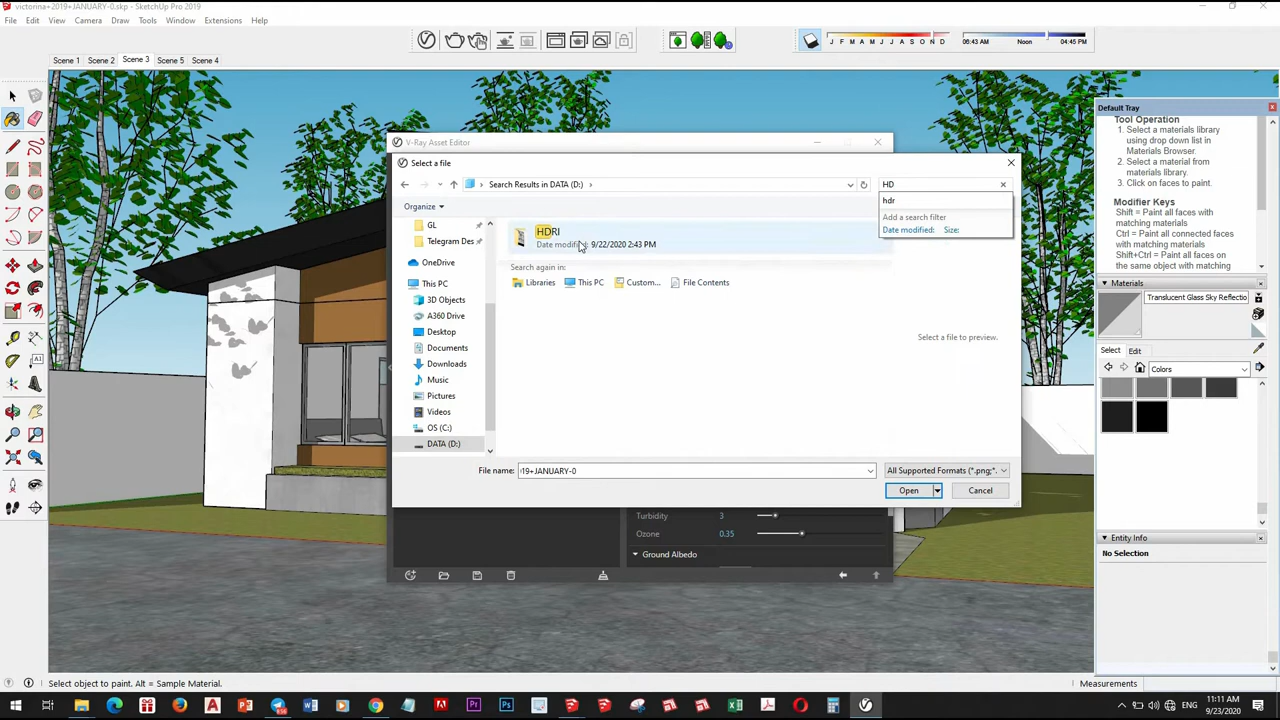 victorina+2019+JANUARY-0.skp - SketchUp Pro 2019
File Edit View Camera Draw Tools Window Extensions Help
J F M A M J J A S O N D 06:43 AM Noon 04:45 PM
Scene 1 Scene 2 Scene 3 Scene 5 Scene 4
V-Ray Asset Editor
Select a file
Search Results in DATA (D:)
HD
hdr
Add a search filter
Date modified: Size:
Organize
GL
Telegram Des
OneDrive
This PC
3D Objects
A360 Drive
Desktop
Documents
Downloads
Music
Pictures
Videos
OS (C:)
DATA (D:)
HDRI
Date modified: 9/22/2020 2:43 PM
Search again in:
Libraries This PC Custom... File Contents
Select a file to preview.
File name: 19+JANUARY-0
All Supported Formats (*.png;*.
Open Cancel
Turbidity 3
Ozone 0.35
Ground Albedo
Default Tray
Tool Operation
1. Select a materials library
using drop down list in
Materials Browser.
2. Select a material from
materials library.
3. Click on faces to paint.
Modifier Keys
Shift = Paint all faces with
matching materials
Ctrl = Paint all connected
faces with matching
materials
Shift+Ctrl = Paint all faces
on the same object with
matching
Materials
Translucent Glass Sky Reflectio
Select Edit
Colors
Entity Info
No Selection
Select object to paint. Alt = Sample Material.
Measurements
11:11 AM
9/23/2020